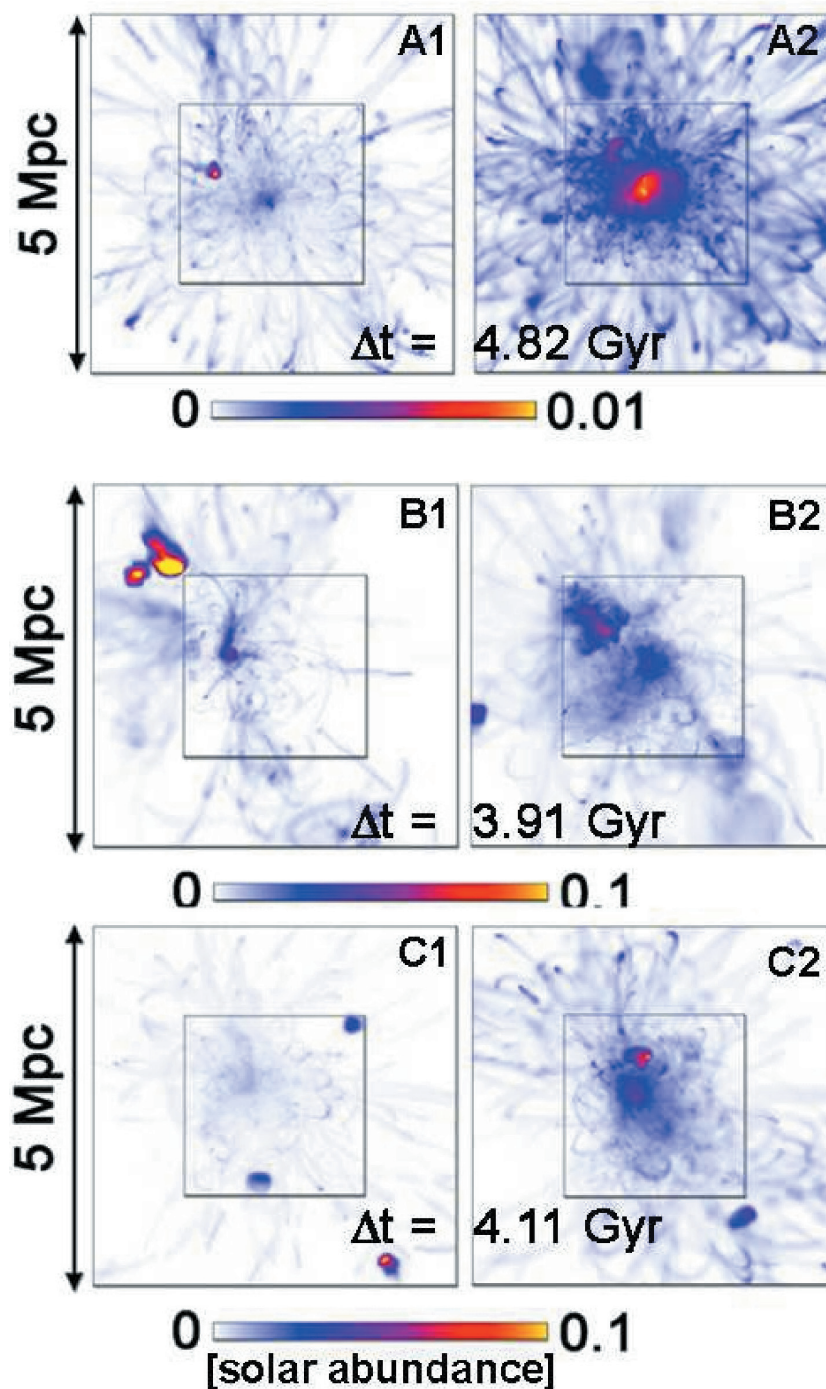 A1
A2
5 Mpc
Δt = 4.82 Gyr
0 0.01
B1
B2
5 Mpc
Δt = 3.91 Gyr
0 0.1
C1
C2
5 Mpc
Δt = 4.11 Gyr
0 0.1
[solar abundance]